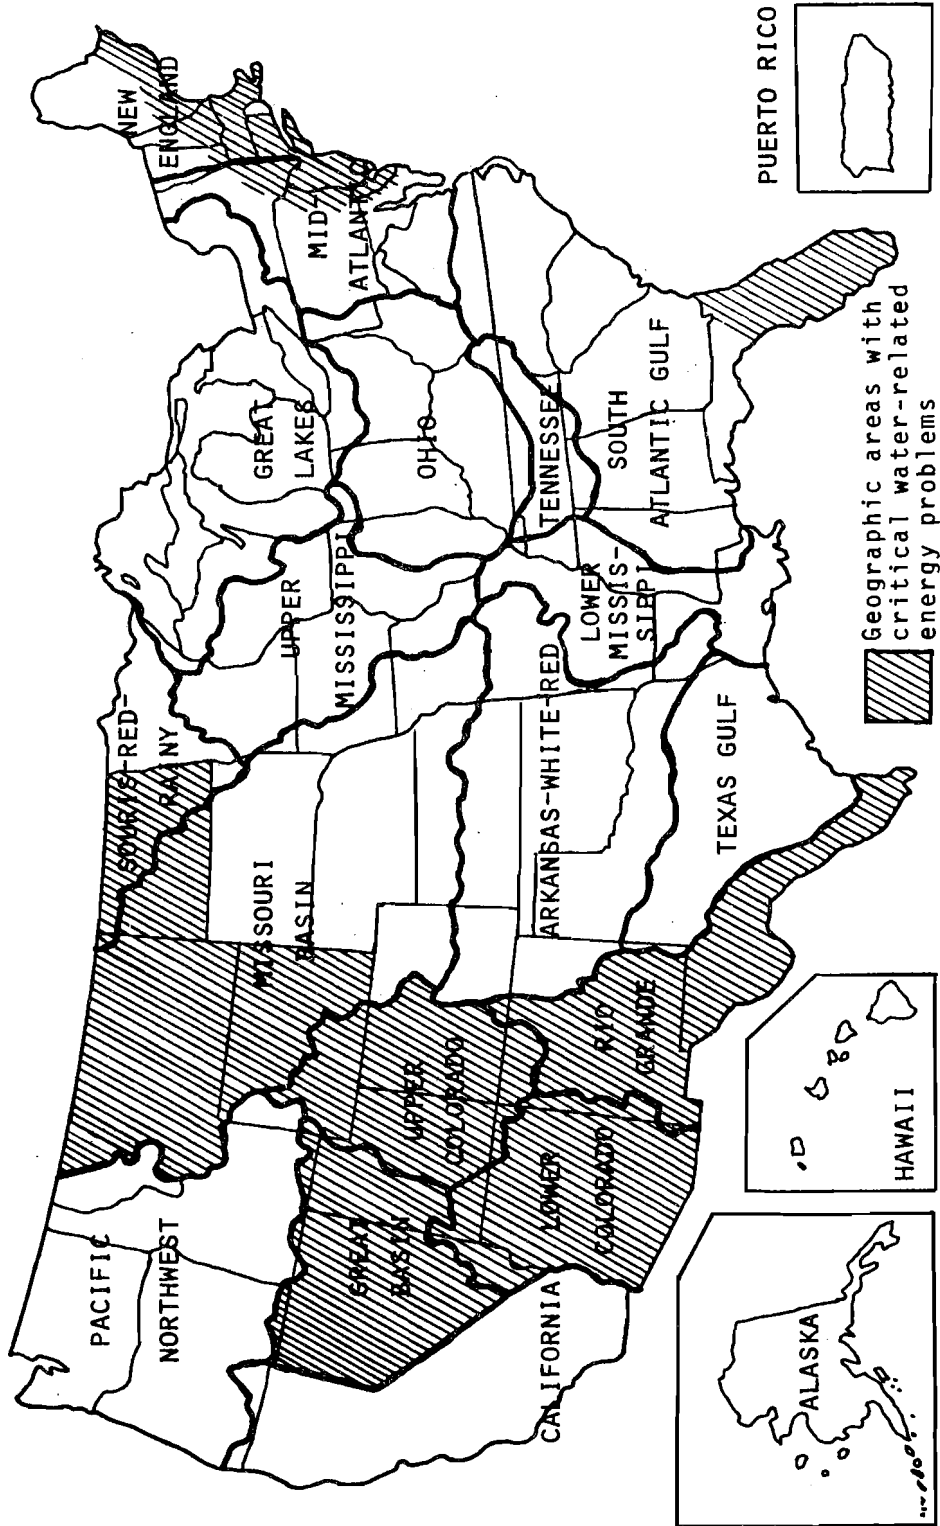 PACIFIC
NORTHWEST
CALIFORNIA
GREAT
BASIN
LOWER
COLORADO
UPPER
COLORADO
RIO
GRANDE
MISSOURI
BASIN
SOURIS-RED-
RAINY
ARKANSAS-WHITE-RED
TEXAS GULF
UPPER
MISSISSIPPI
LOWER
MISSIS-
SIPPI
GREAT
LAKES
OHIO
TENNESSEE
SOUTH
ATLANTIC GULF
MID-
ATLANTIC
NEW
ENGLAND
ALASKA
HAWAII
PUERTO RICO
Geographic areas with
critical water-related
energy problems